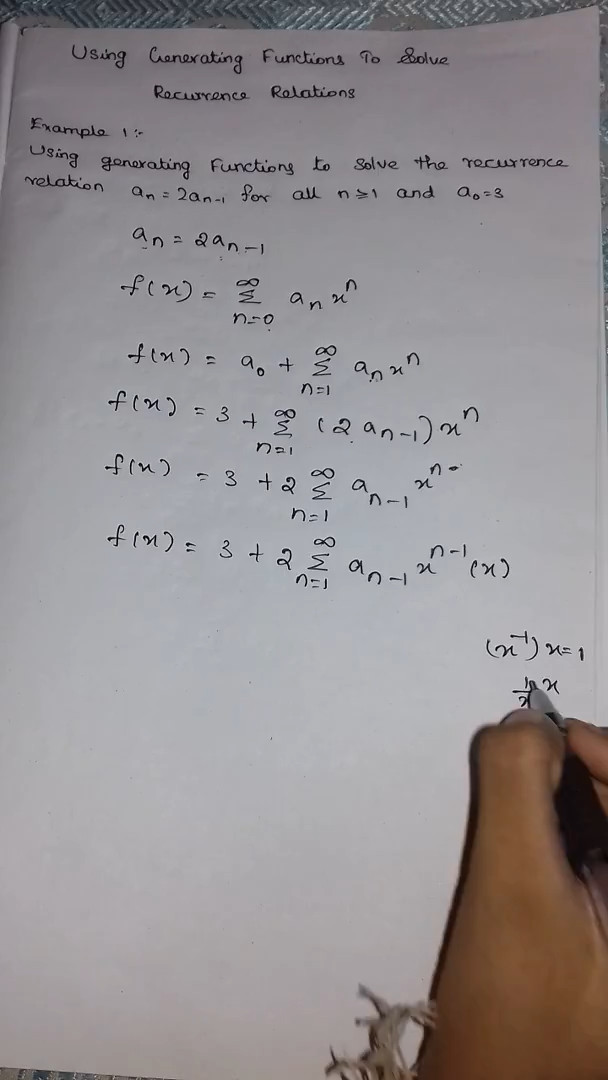 Using Generating Functions To Solve
Recurrence Relations
Example 1:-
Using generating Functions to solve the recurrence
relation aₙ = 2aₙ₋₁ for all n ≥ 1 and a₀ = 3
aₙ = 2aₙ₋₁
f(x) = ∑_{n=0}^{∞} aₙ xⁿ
f(x) = a₀ + ∑_{n=1}^{∞} aₙ xⁿ
f(x) = 3 + ∑_{n=1}^{∞} (2 aₙ₋₁) xⁿ
f(x) = 3 + 2 ∑_{n=1}^{∞} aₙ₋₁ xⁿ
f(x) = 3 + 2 ∑_{n=1}^{∞} aₙ₋₁ xⁿ⁻¹ (x)
(x⁻¹) x = 1